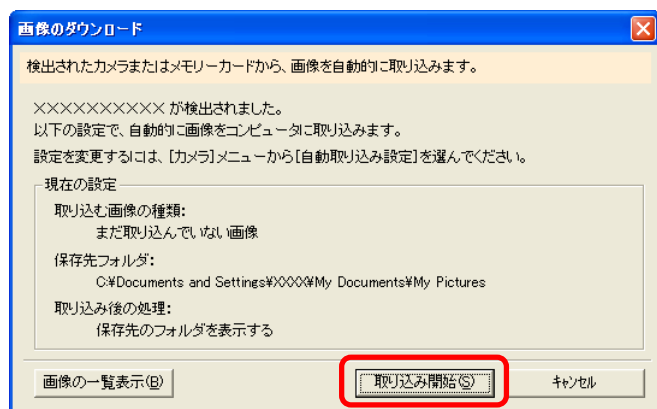 画像のダウンロード
検出されたカメラまたはメモリーカードから、画像を自動的に取り込みます。
×××××××××× が検出されました。
以下の設定で、自動的に画像をコンピュータに取り込みます。
設定を変更するには、[カメラ]メニューから[自動取り込み設定]を選んでください。
現在の設定
取り込む画像の種類:
まだ取り込んでいない画像
保存先フォルダ:
C:¥Documents and Settings¥XXXX¥My Documents¥My Pictures
取り込み後の処理:
保存先のフォルダを表示する
画像の一覧表示(B)
取り込み開始(S)
キャンセル